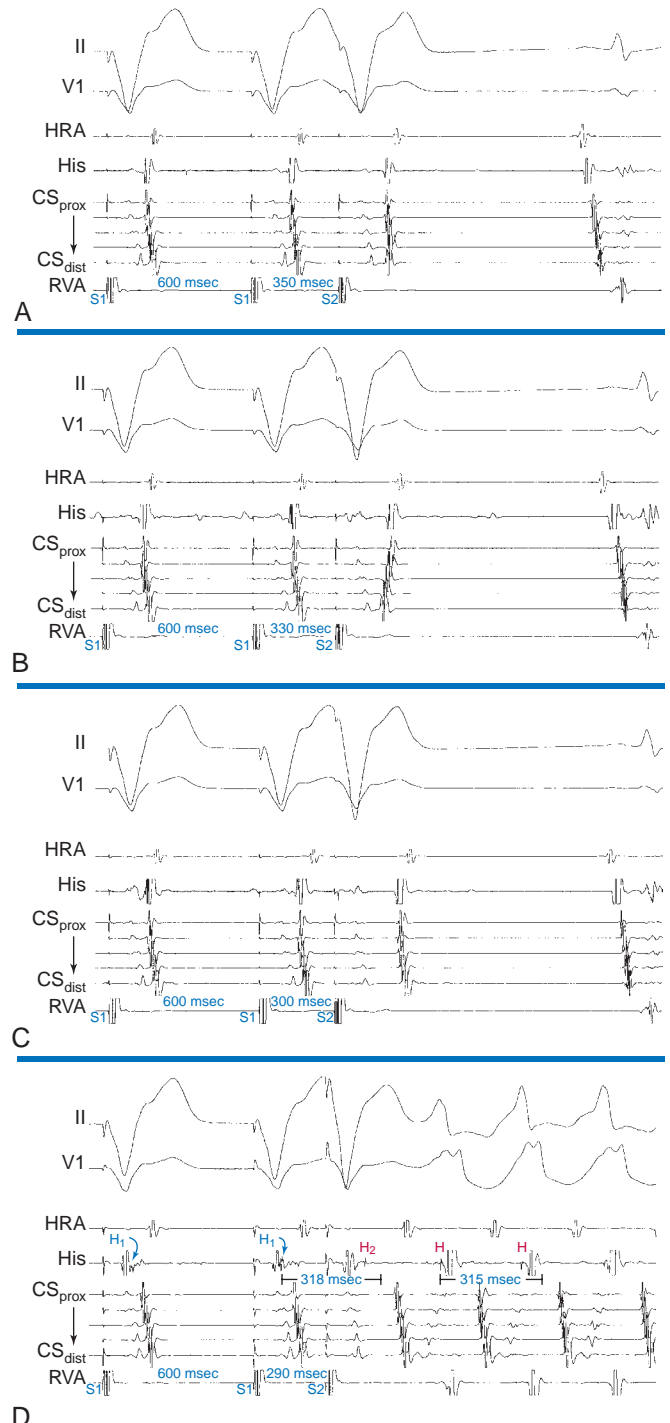 II
V1
HRA
His
CSprox
CSdist
RVA
S1 600 msec S1 350 msec S2
A
II
V1
HRA
His
CSprox
CSdist
RVA
S1 600 msec S1 330 msec S2
B
II
V1
HRA
His
CSprox
CSdist
RVA
S1 600 msec S1 300 msec S2
C
II
V1
HRA
H1 H1 H2 H H
His
318 msec 315 msec
CSprox
CSdist
RVA
S1 600 msec S1 290 msec S2
D